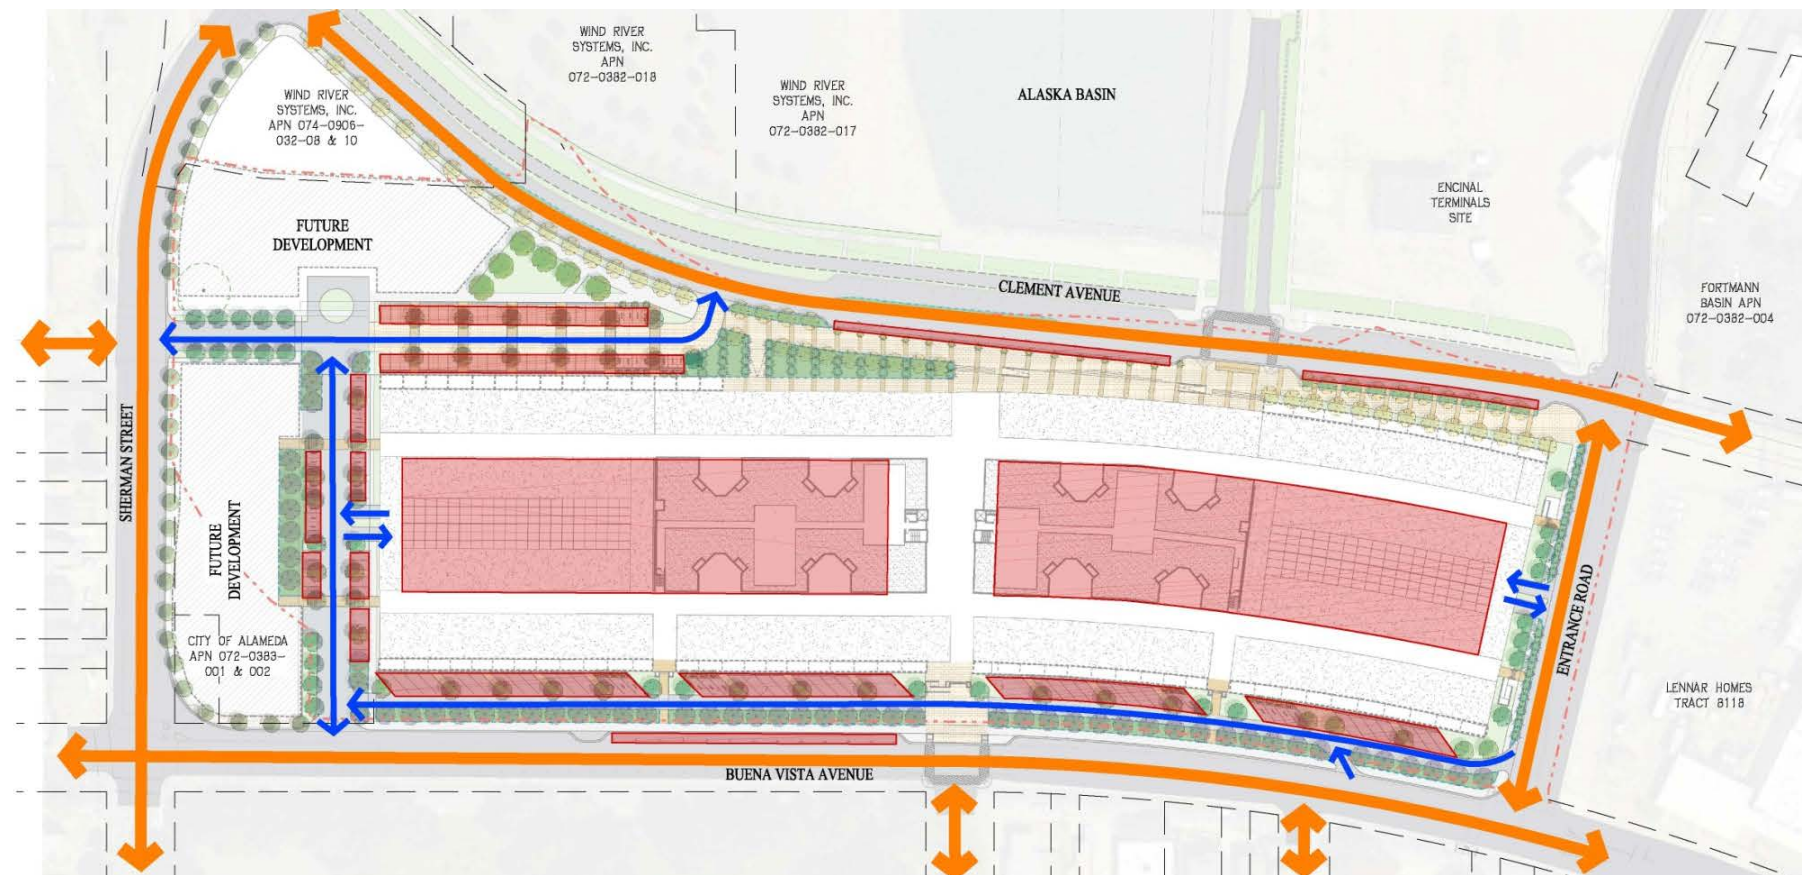 WIND RIVER
SYSTEMS, INC.
APN
072-0382-018
WIND RIVER
SYSTEMS, INC.
APN
072-0382-017
ALASKA BASIN
WIND RIVER
SYSTEMS, INC.
APN 074-0906-
032-08 & 10
ENCINAL
TERMINALS
SITE
FUTURE
DEVELOPMENT
CLEMENT AVENUE
FORTMANN
BASIN APN
072-0382-004
SHERMAN STREET
FUTURE
DEVELOPMENT
ENTRANCE ROAD
CITY OF ALAMEDA
APN 072-0383-
001 & 002
LENNAR HOMES
TRACT 8118
BUENA VISTA AVENUE